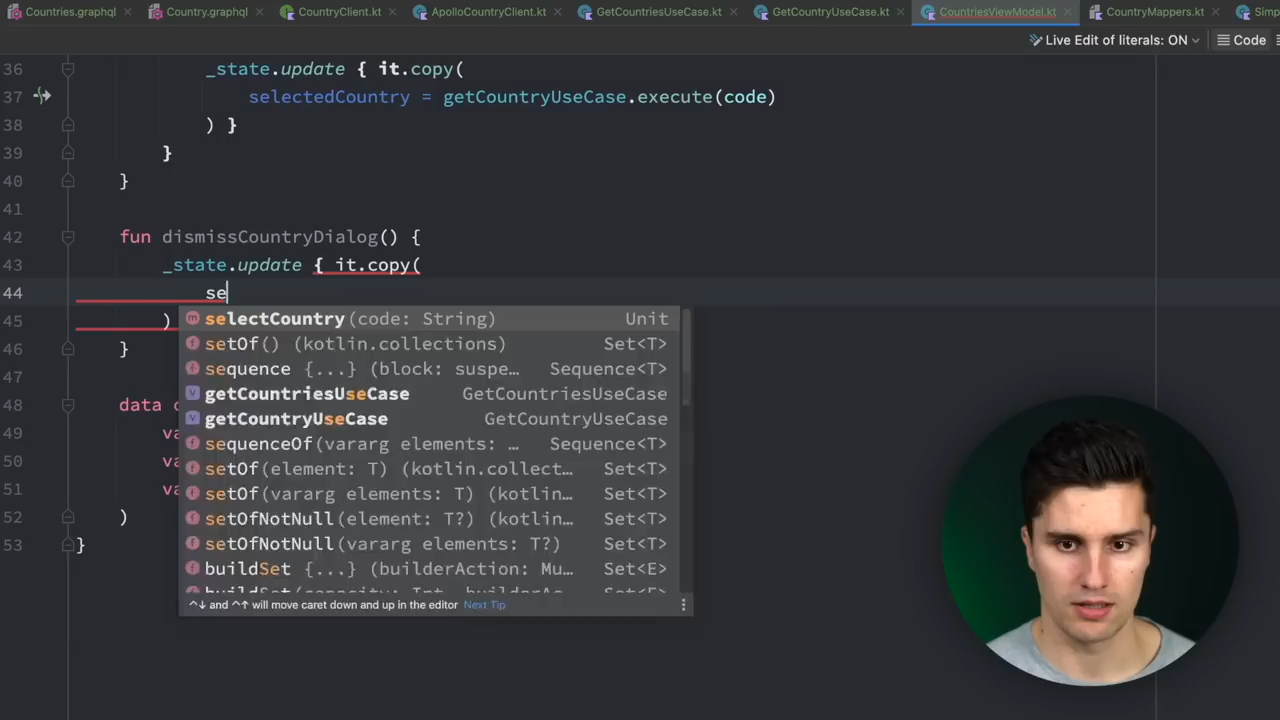 Countries.graphql Country.graphql CountryClient.kt ApolloCountryClient.kt GetCountriesUseCase.kt GetCountryUseCase.kt CountriesViewModel.kt CountryMappers.kt Simp
Live Edit of literals: ON Code
36 _state.update { it.copy(
37 selectedCountry = getCountryUseCase.execute(code)
38 ) }
39 }
40 }
41
42 fun dismissCountryDialog() {
43 _state.update { it.copy(
44 se
45 )
46 }
47
48 data c
49 va
50 va
51 va
52 )
53 }
selectCountry(code: String) Unit
setOf() (kotlin.collections) Set<T>
sequence {...} (block: suspe… Sequence<T>
getCountriesUseCase GetCountriesUseCase
getCountryUseCase GetCountryUseCase
sequenceOf(vararg elements: … Sequence<T>
setOf(element: T) (kotlin.collect… Set<T>
setOf(vararg elements: T) (kotlin… Set<T>
setOfNotNull(element: T?) (kotlin… Set<T>
setOfNotNull(vararg elements: T?) Set<T>
buildSet {...} (builderAction: Mu… Set<E>
^↓ and ^↑ will move caret down and up in the editor Next Tip